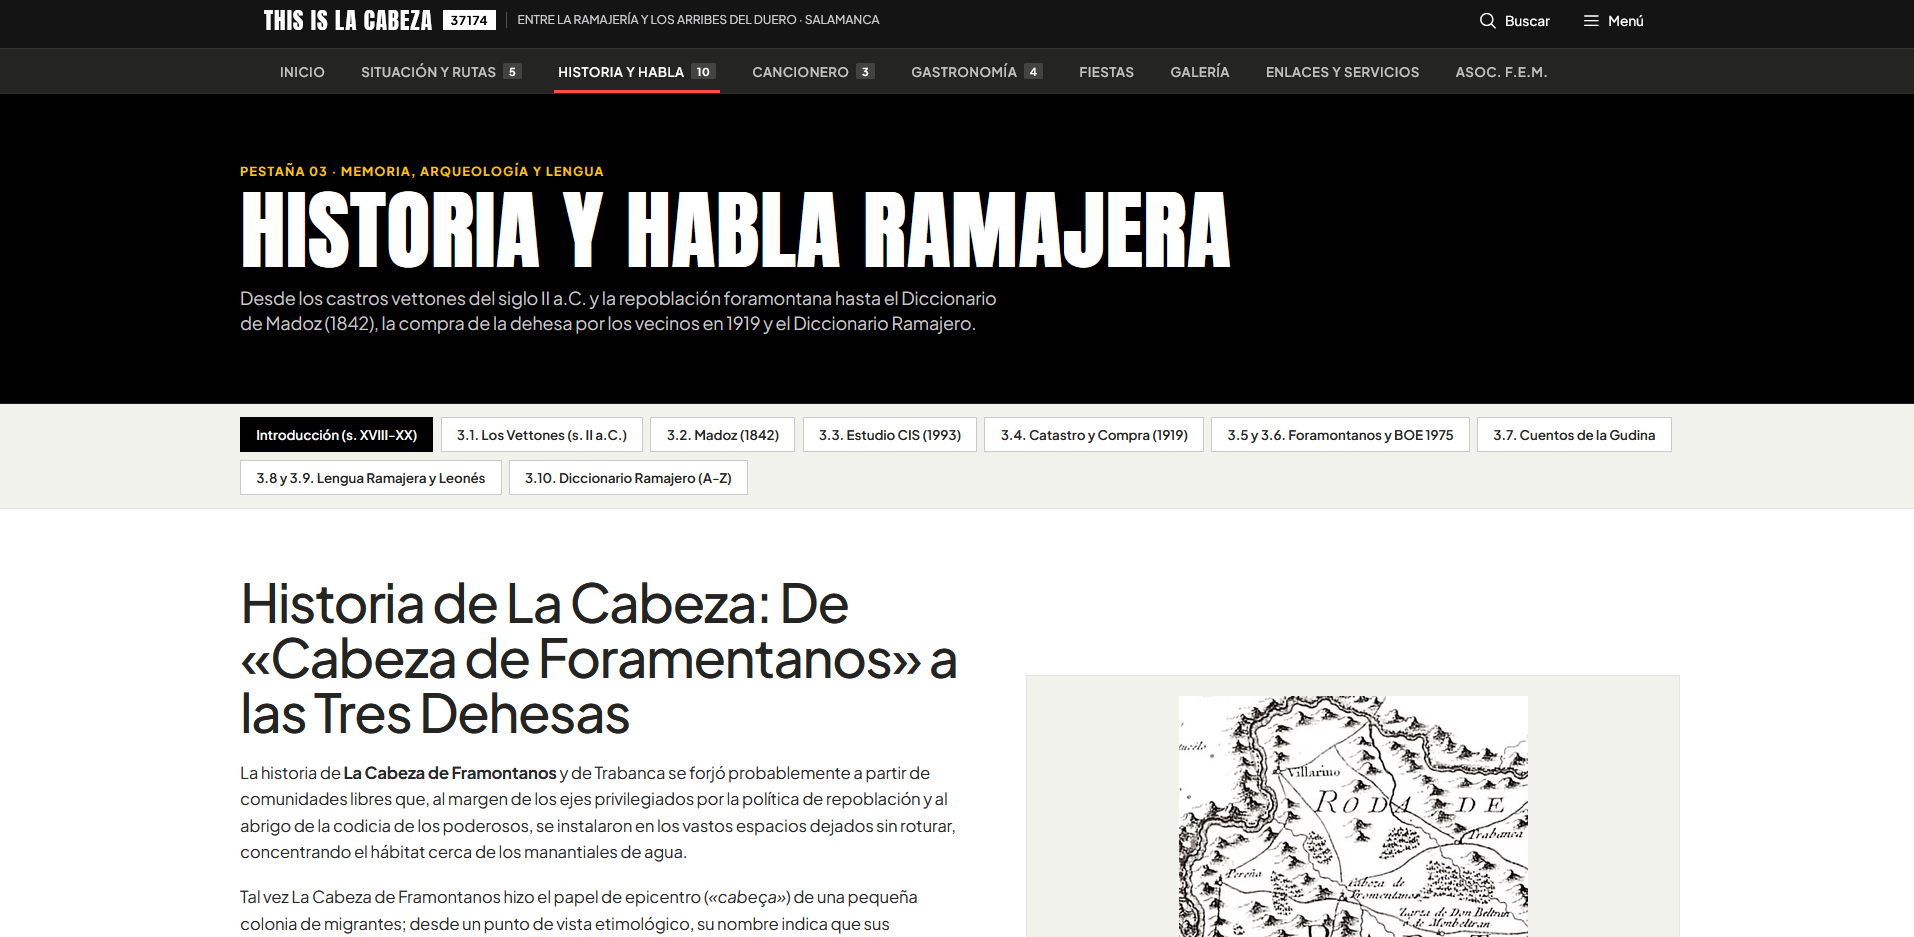 THIS IS LA CABEZA 37174 ENTRE LA RAMAJERÍA Y LOS ARRIBES DEL DUERO · SALAMANCA Buscar Menú
INICIO SITUACIÓN Y RUTAS 5 HISTORIA Y HABLA 10 CANCIONERO 3 GASTRONOMÍA 4 FIESTAS GALERÍA ENLACES Y SERVICIOS ASOC. F.E.M.
PESTAÑA 03 · MEMORIA, ARQUEOLOGÍA Y LENGUA
HISTORIA Y HABLA RAMAJERA
Desde los castros vettones del siglo II a.C. y la repoblación foramontana hasta el Diccionario
de Madoz (1842), la compra de la dehesa por los vecinos en 1919 y el Diccionario Ramajero.
Introducción (s. XVIII-XX) 3.1. Los Vettones (s. II a.C.) 3.2. Madoz (1842) 3.3. Estudio CIS (1993) 3.4. Catastro y Compra (1919) 3.5 y 3.6. Foramontanos y BOE 1975 3.7. Cuentos de la Gudina
3.8 y 3.9. Lengua Ramajera y Leonés 3.10. Diccionario Ramajero (A-Z)
Historia de La Cabeza: De
«Cabeza de Foramentanos» a
las Tres Dehesas
La historia de La Cabeza de Framontanos y de Trabanca se forjó probablemente a partir de
comunidades libres que, al margen de los ejes privilegiados por la política de repoblación y al
abrigo de la codicia de los poderosos, se instalaron en los vastos espacios dejados sin roturar,
concentrando el hábitat cerca de los manantiales de agua.
Tal vez La Cabeza de Framontanos hizo el papel de epicentro («cabeça») de una pequeña
colonia de migrantes; desde un punto de vista etimológico, su nombre indica que sus
Villarino
RODA DE
Trabanca
Pereña
Cabeza de
Fromentanos
Zarza de Don Beltran
ó de Monbeltran